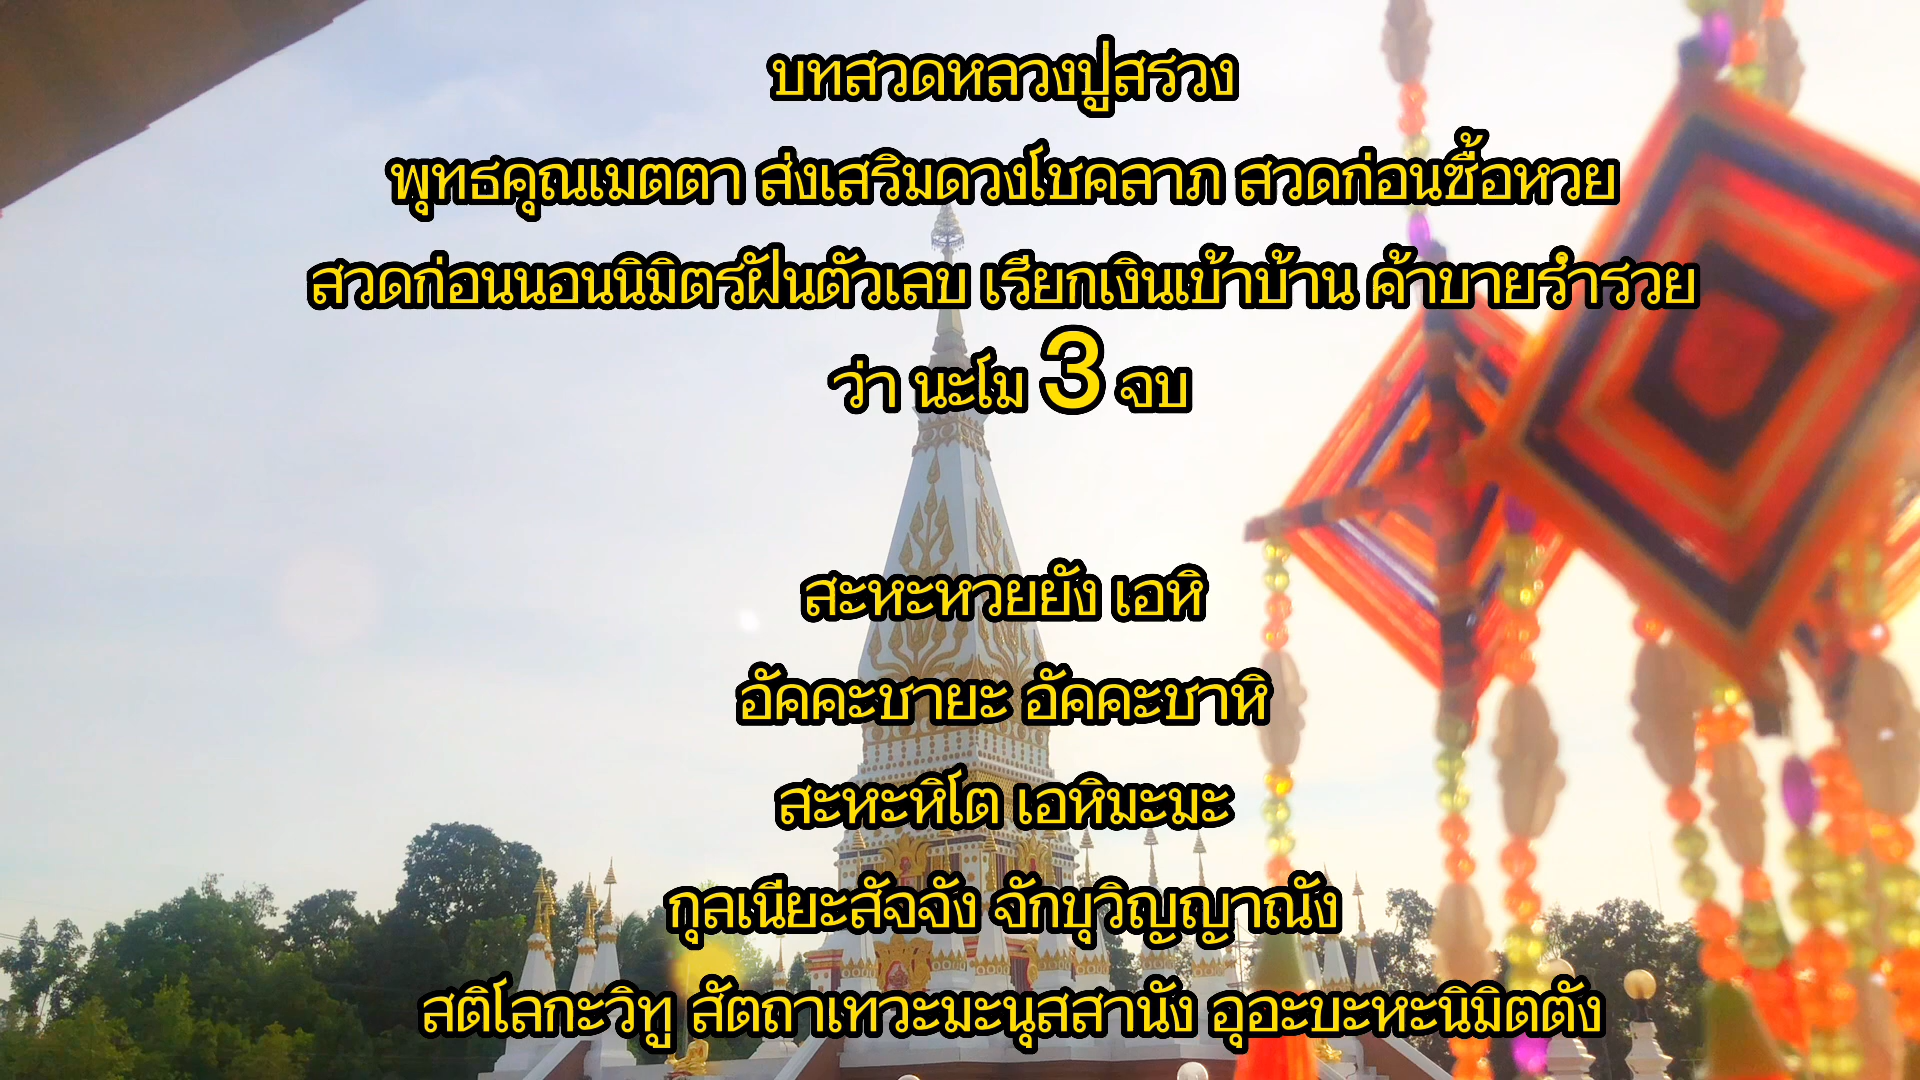 บทสวดหลวงปู่สรวง
พุทธคุณเมตตา ส่งเสริมดวงโชคลาภ สวดก่อนซื้อหวย
สวดก่อนนอนนิมิตรฝันตัวเลข เรียกเงินเข้าบ้าน ค้าขายร่ำรวย
ว่า นะโม 3 จบ
สะหะหวยยัง เอหิ
อัคคะชายะ อัคคะชาหิ
สะหะหิโต เอหิมะมะ
กุลเนียะสัจจัง จักขุวิญญาณัง
สติโลกะวิทู สัตถาเทวะมะนุสสานัง อุอะขะหะนิมิตตัง